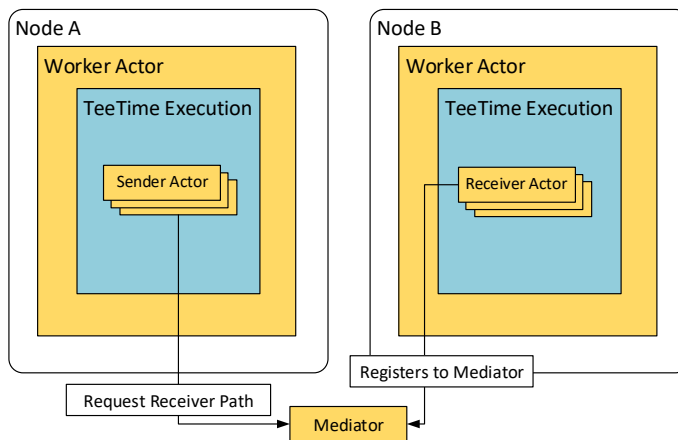 Node A
Worker Actor
TeeTime Execution
Sender Actor
Request Receiver Path
Node B
Worker Actor
TeeTime Execution
Receiver Actor
Registers to Mediator
Mediator